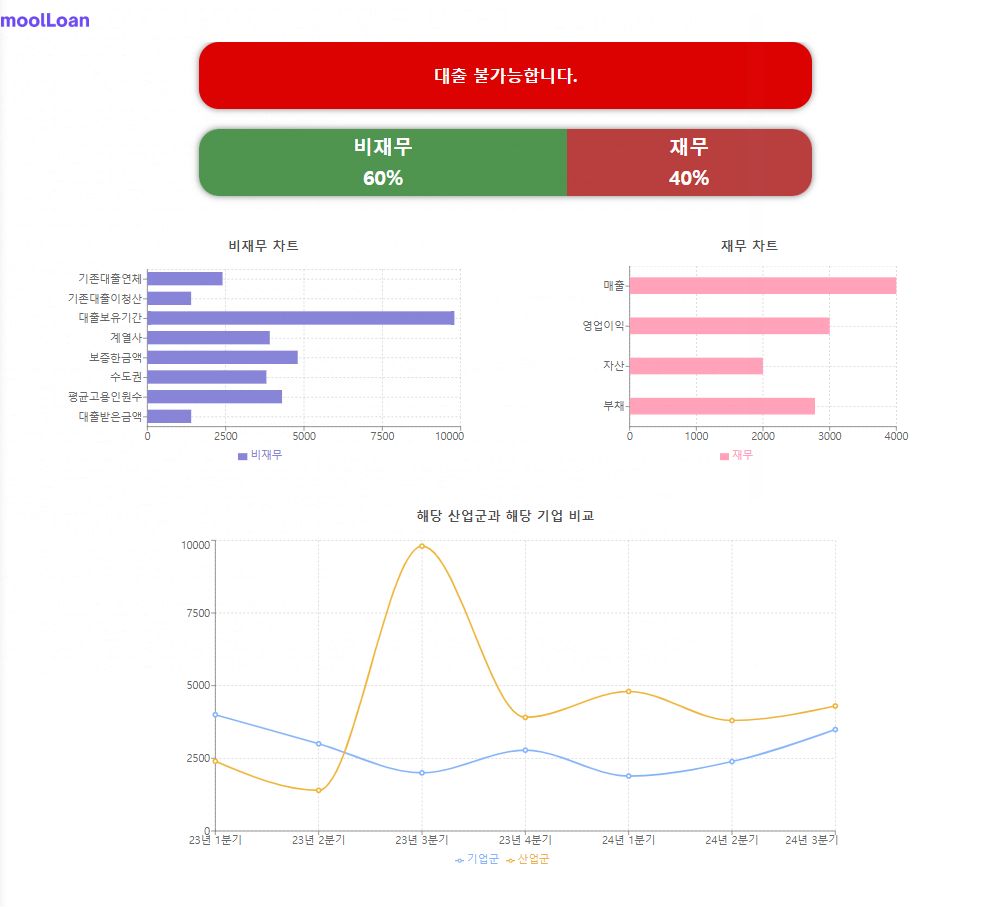 moolLoan
대출 불가능합니다.
비재무
60%
재무
40%
비재무 차트
기존대출연체
기존대출이청산
대출보유기간
계열사
보증한금액
수도권
평균고용인원수
대출받은금액
0 2500 5000 7500 10000
비재무
재무 차트
매출
영업이익
자산
부채
0 1000 2000 3000 4000
재무
해당 산업군과 해당 기업 비교
10000
7500
5000
2500
0
23년 1분기 23년 2분기 23년 3분기 23년 4분기 24년 1분기 24년 2분기 24년 3분기
기업군 산업군